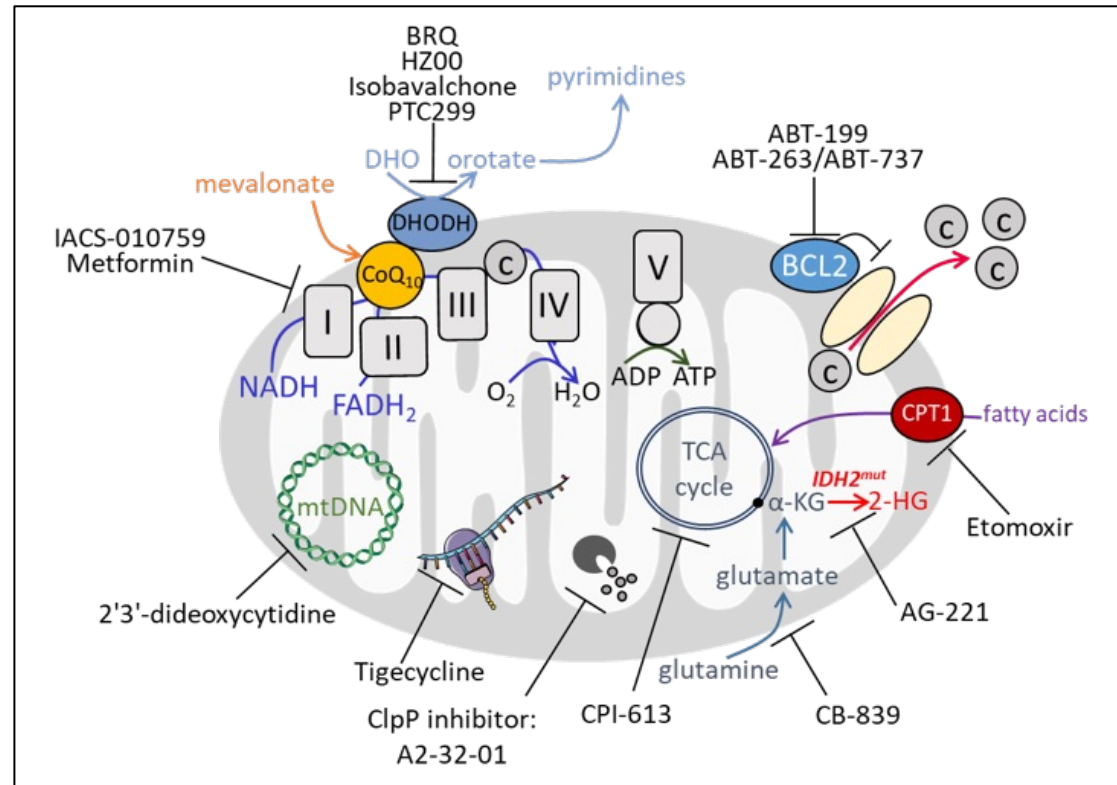 BRQ
HZ00
Isobavalchone
PTC299
pyrimidines
DHO
orotate
ABT-199
ABT-263/ABT-737
mevalonate
DHODH
IACS-010759
Metformin
CoQ10
C
C
C
C
BCL2
I
II
III
IV
V
C
NADH
FADH2
O2
H2O
ADP
ATP
CPT1
fatty acids
TCA
cycle
IDH2mut
α-KG
2-HG
mtDNA
Etomoxir
glutamate
2'3'-dideoxycytidine
AG-221
Tigecycline
glutamine
ClpP inhibitor:
A2-32-01
CPI-613
CB-839